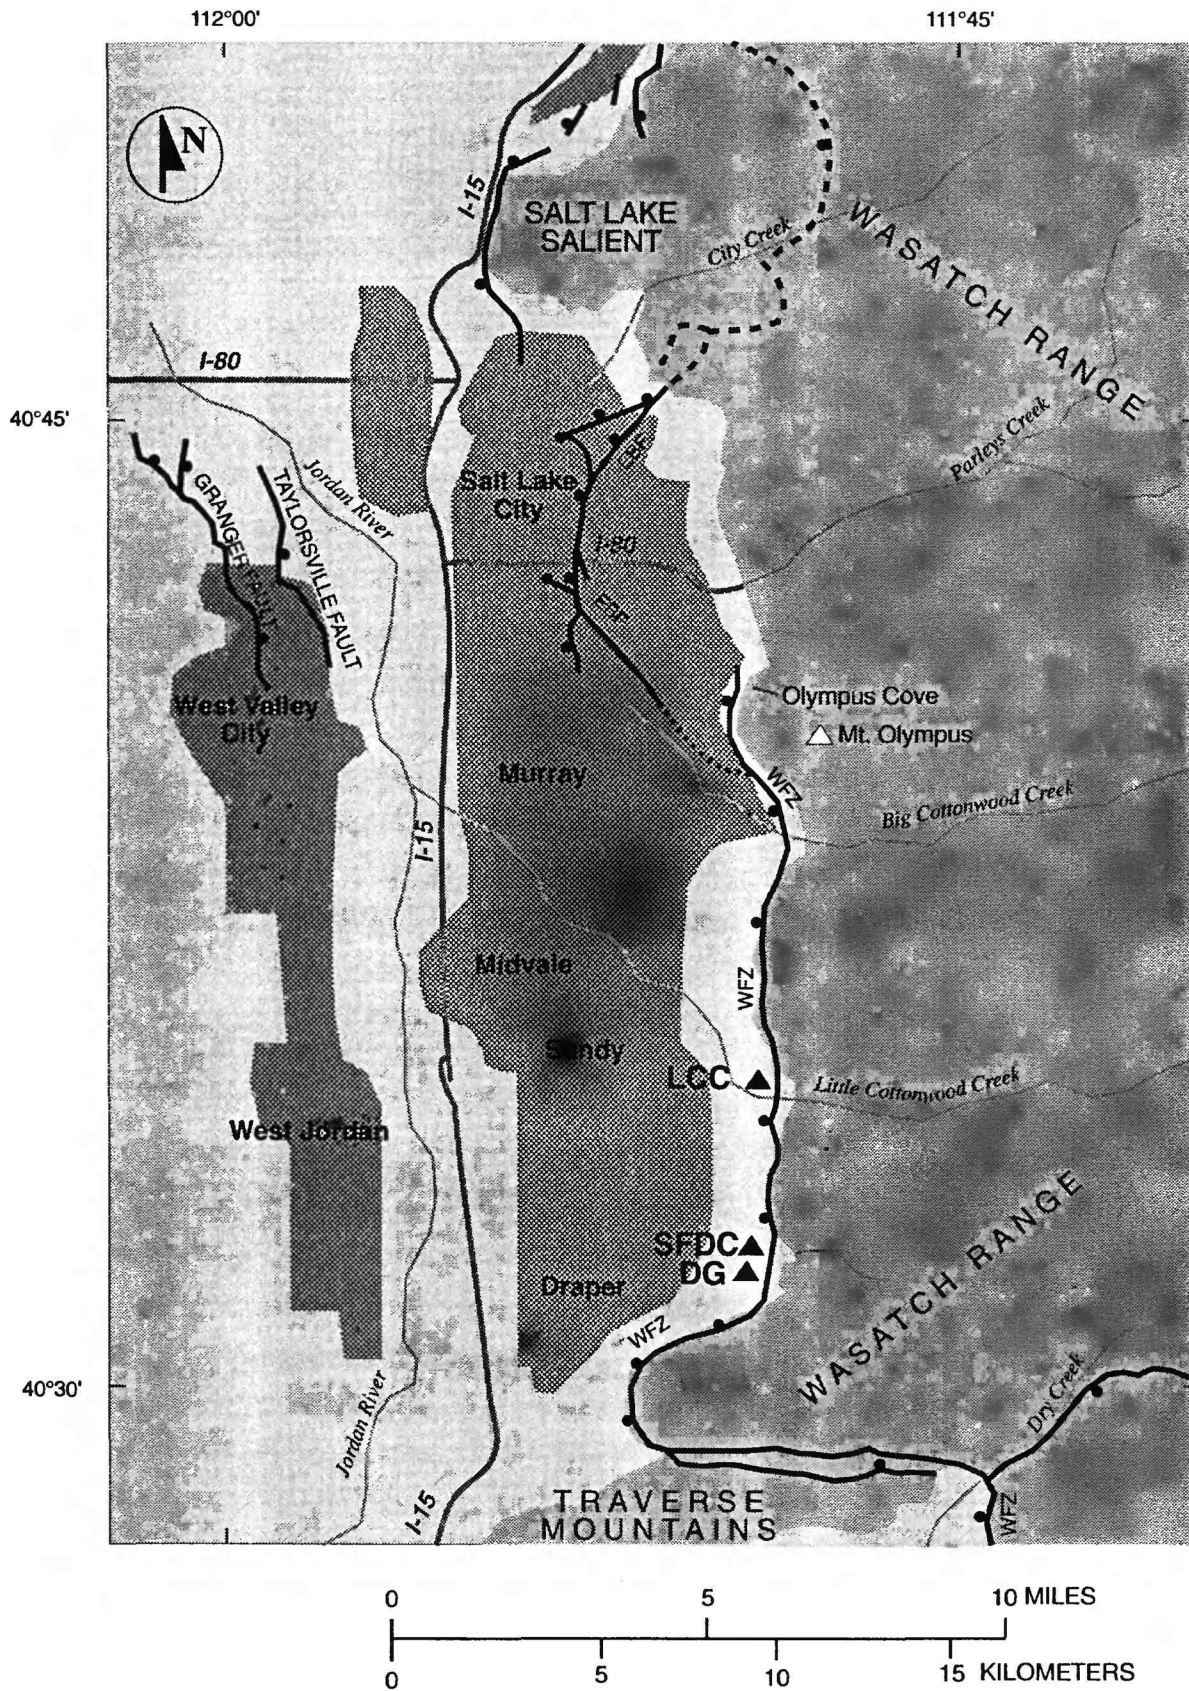 112°00'
111°45'
N
I-15
SALT LAKE
SALIENT
City Creek
WASATCH RANGE
I-80
40°45'
Parleys Creek
Jordan River
Salt Lake
City
GRANGER FAULT
TAYLORSVILLE FAULT
I-80
EBF
Olympus Cove
West Valley
City
Mt. Olympus
Murray
WFZ
Big Cottonwood Creek
I-15
Midvale
WFZ
Sandy
LCC
Little Cottonwood Creek
West Jordan
WASATCH RANGE
SFDC
DG
Draper
WFZ
40°30'
Dry Creek
Jordan River
I-15
TRAVERSE
MOUNTAINS
WFZ
0 5 10 MILES
0 5 10 15 KILOMETERS